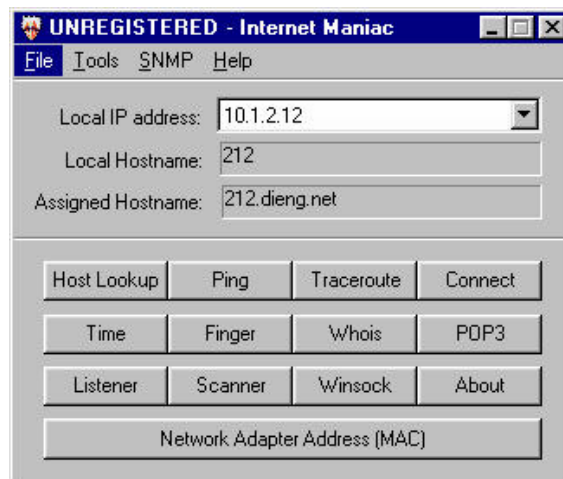 UNREGISTERED - Internet Maniac
File Tools SNMP Help
Local IP address: 10.1.2.12
Local Hostname: 212
Assigned Hostname: 212.dieng.net
Host Lookup Ping Traceroute Connect
Time Finger Whois POP3
Listener Scanner Winsock About
Network Adapter Address (MAC)